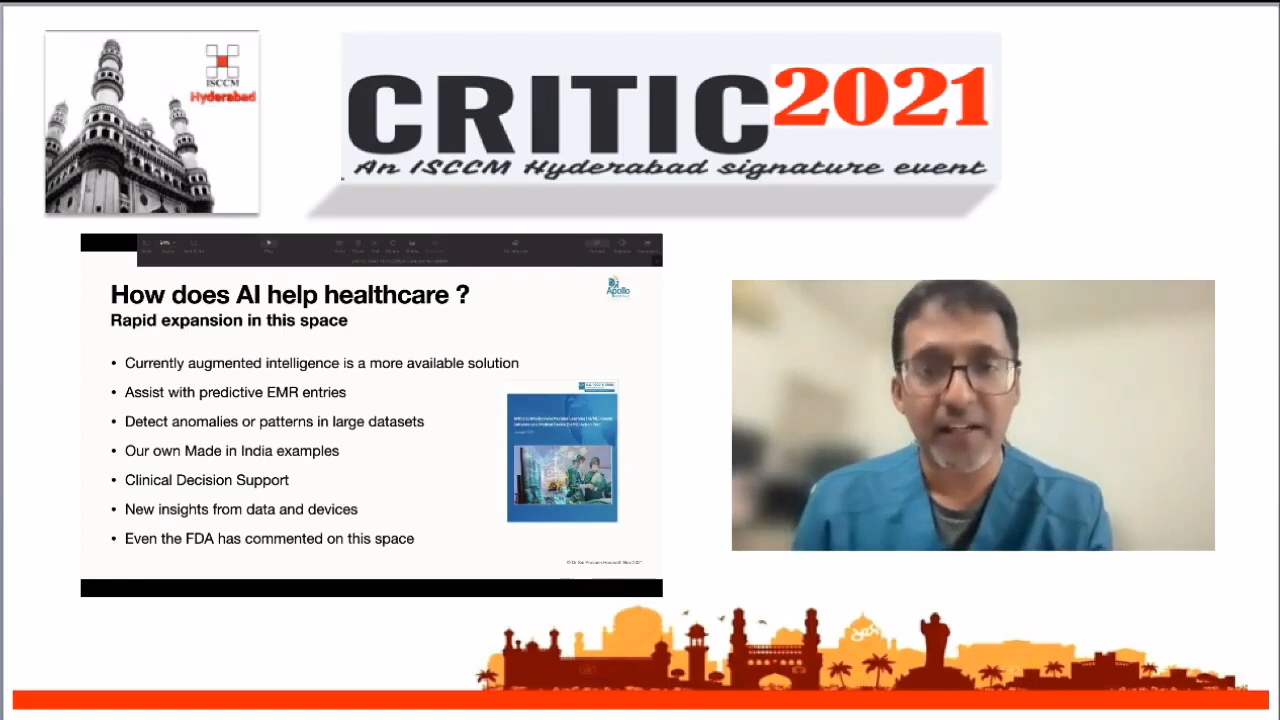 ISCCM
Hyderabad
CRITIC 2021
An ISCCM Hyderabad signature event
How does AI help healthcare ?
Rapid expansion in this space
Apollo
• Currently augmented intelligence is a more available solution
• Assist with predictive EMR entries
• Detect anomalies or patterns in large datasets
• Our own Made in India examples
• Clinical Decision Support
• New insights from data and devices
• Even the FDA has commented on this space